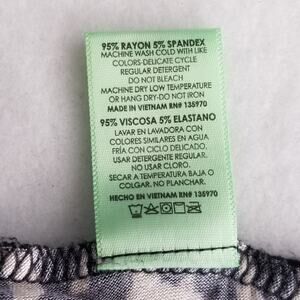 95% RAYON 5% SPANDEX
MACHINE WASH COLD WITH LIKE
COLORS-DELICATE CYCLE
REGULAR DETERGENT
DO NOT BLEACH
MACHINE DRY LOW TEMPERATURE
OR HANG DRY-DO NOT IRON
MADE IN VIETNAM RN# 135970
95% VISCOSA 5% ELASTANO
LAVAR EN LAVADORA CON
COLORES SIMILARES EN AGUA
FRÍA CON CICLO DELICADO,
USAR DETERGENTE REGULAR.
NO USAR CLORO.
SECAR A TEMPERATURA BAJA O
COLGAR. NO PLANCHAR.
HECHO EN VIETNAM RN# 135970